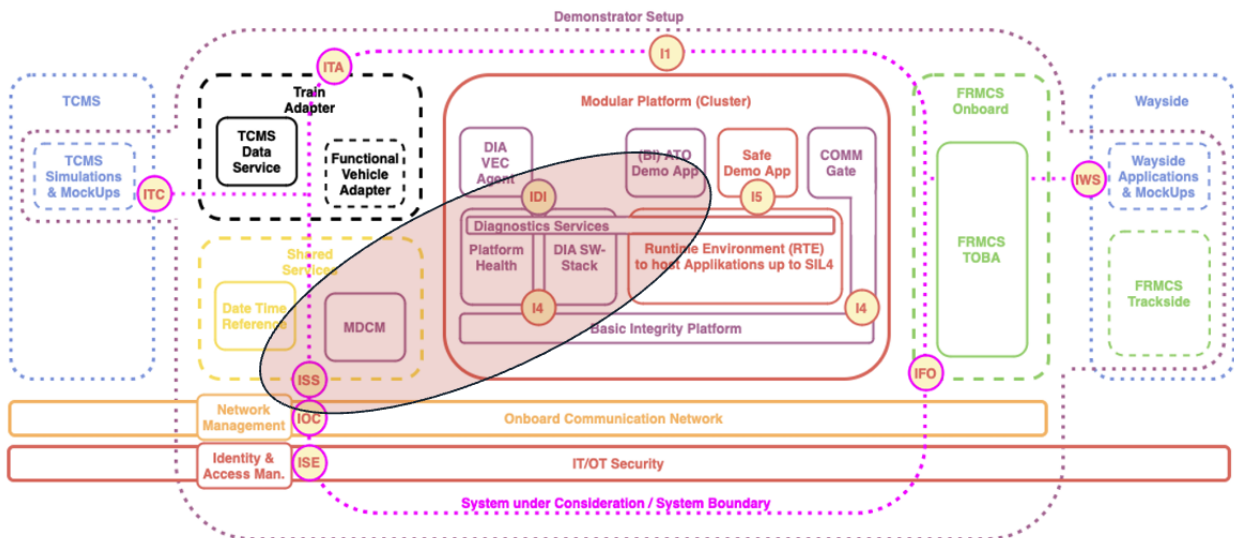 Demonstrator Setup
I1
ITA
TCMS
Train
Adapter
TCMS
Data
Service
Functional
Vehicle
Adapter
TCMS
Simulations
& MockUps
ITC
Modular Platform (Cluster)
DIA
VEC
Agent
(BI) ATO
Demo App
Safe
Demo App
COMM
Gate
IDI
I5
Diagnostics Services
Platform
Health
DIA SW-
Stack
Runtime Environment (RTE)
to host Applikations up to SIL4
I4
I4
Basic Integrity Platform
Shared
Services
Date Time
Reference
MDCM
ISS
FRMCS
Onboard
FRMCS
TOBA
IFO
Wayside
IWS
Wayside
Applications
& MockUps
FRMCS
Trackside
Network
Management
IOC
Onboard Communication Network
Identity &
Access Man.
ISE
IT/OT Security
System under Consideration / System Boundary